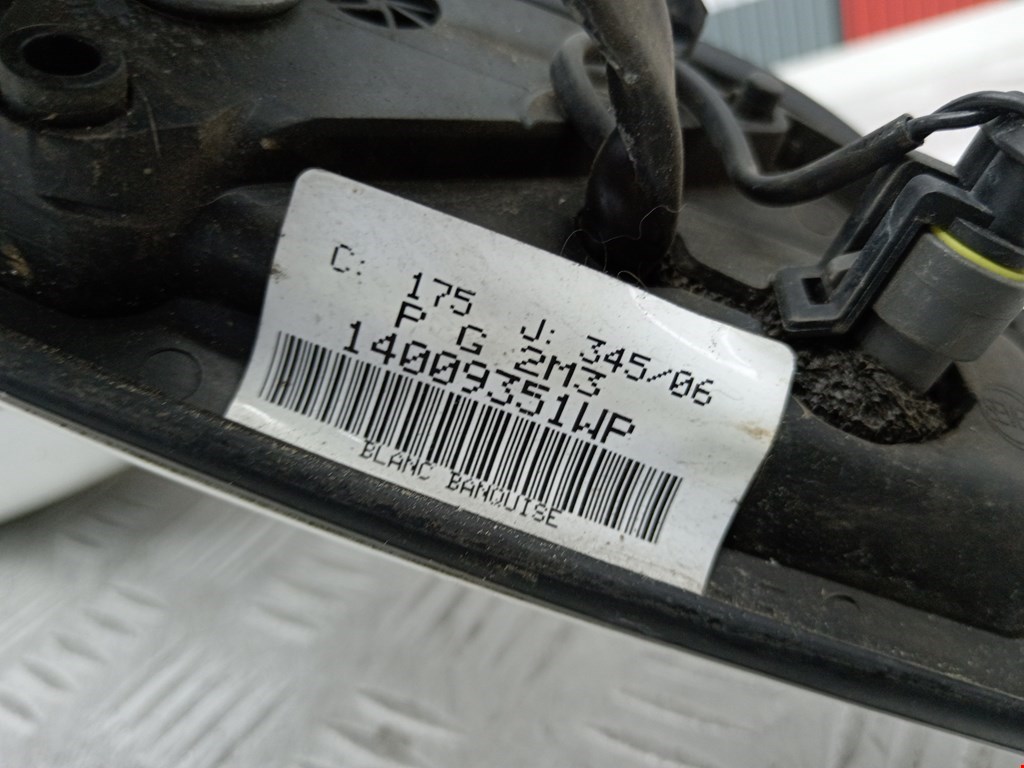 C: 175 J: 345/06
P G 2M3
14009351WP
BLANC BANQUISE